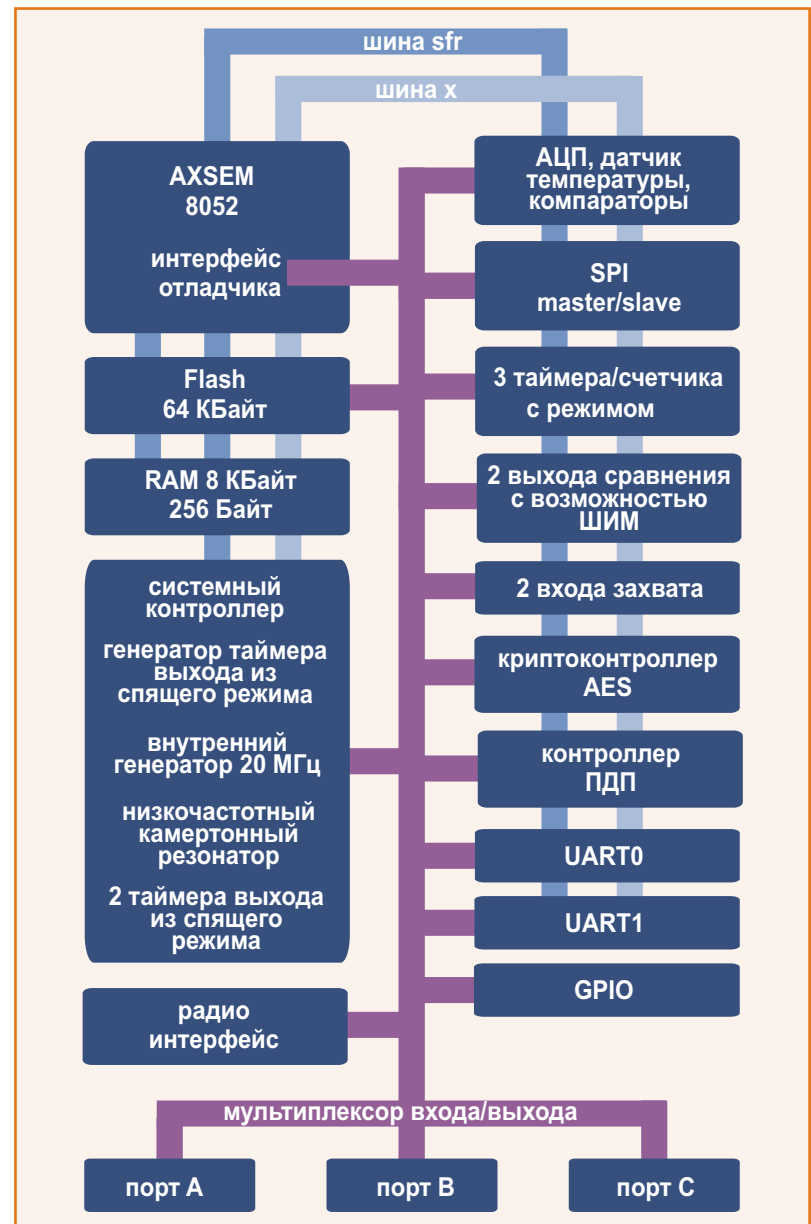 шина sfr
шина x
AXSEM
8052
интерфейс
отладчика
Flash
64 КБайт
RAM 8 КБайт
256 Байт
системный
контроллер
генератор таймера
выхода из
спящего режима
внутренний
генератор 20 МГц
низкочастотный
камертонный
резонатор
2 таймера выхода
из спящего
режима
радио
интерфейс
АЦП, датчик
температуры,
компараторы
SPI
master/slave
3 таймера/счетчика
с режимом
2 выхода сравнения
с возможностью
ШИМ
2 входа захвата
криптоконтроллер
AES
контроллер
ПДП
UART0
UART1
GPIO
мультиплексор входа/выхода
порт A
порт B
порт C